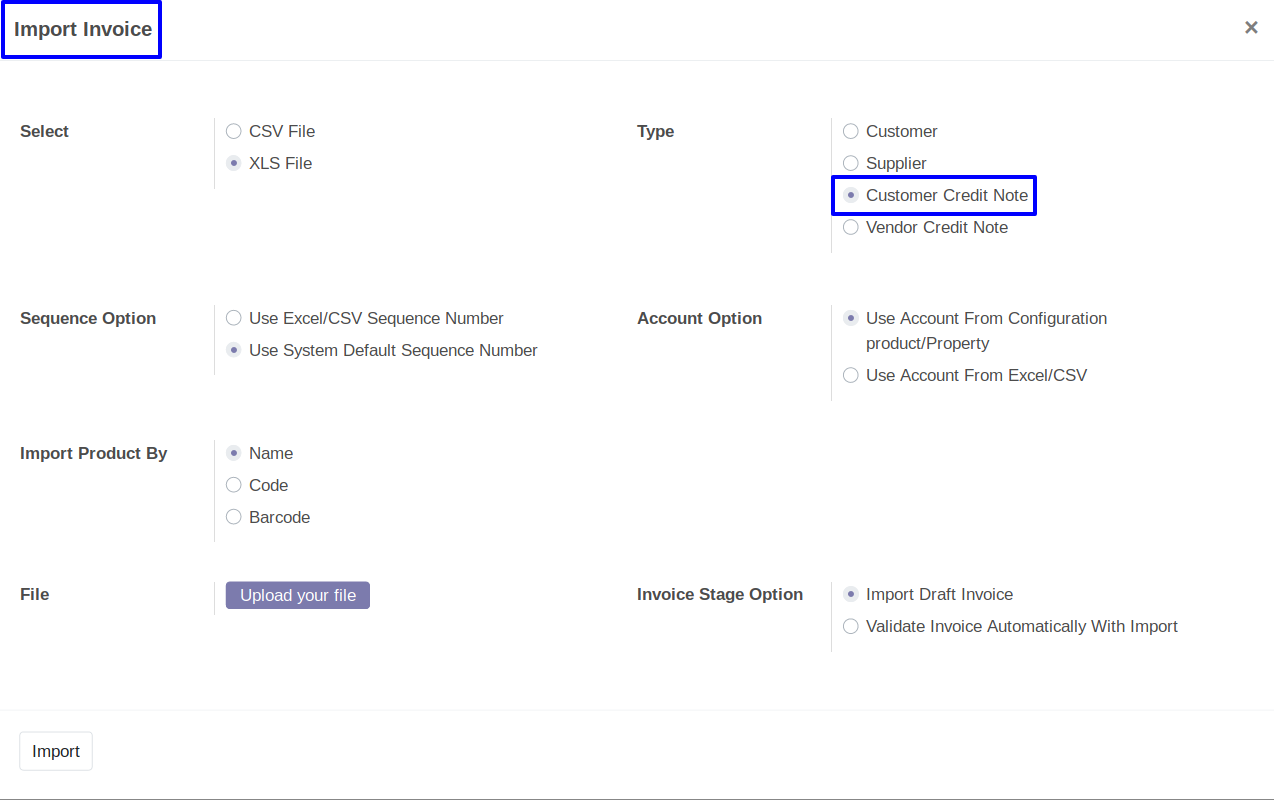 Import Invoice
×
Select
CSV File
XLS File
Type
Customer
Supplier
Customer Credit Note
Vendor Credit Note
Sequence Option
Use Excel/CSV Sequence Number
Use System Default Sequence Number
Account Option
Use Account From Configuration
product/Property
Use Account From Excel/CSV
Import Product By
Name
Code
Barcode
File
Upload your file
Invoice Stage Option
Import Draft Invoice
Validate Invoice Automatically With Import
Import